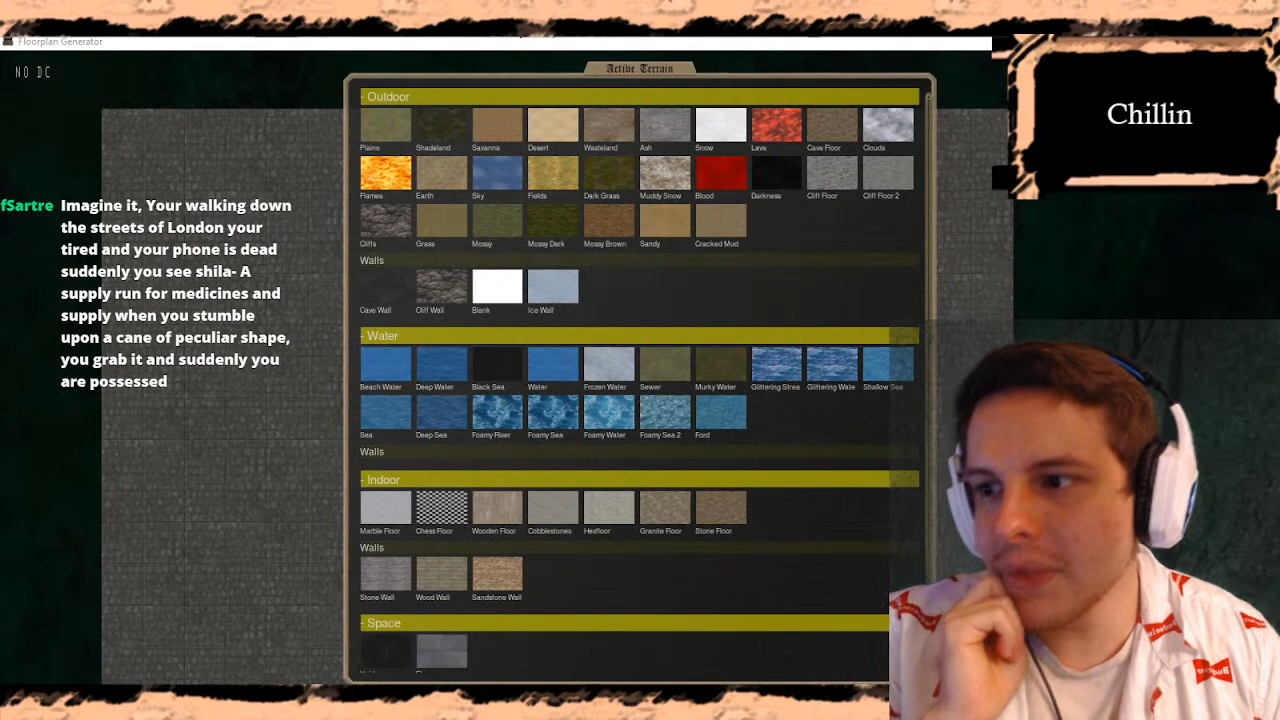 Floorplan Generator
NO DC
Active Terrain
Chillin
fSartre Imagine it, Your walking down
the streets of London your
tired and your phone is dead
suddenly you see shila- A
supply run for medicines and
supply when you stumble
upon a cane of peculiar shape,
you grab it and suddenly you
are possessed
- Outdoor
Plains Shadeland Savanna Desert Wasteland Ash Snow Lava Cave Floor Clouds
Flames Earth Sky Fields Dark Grass Muddy Snow Blood Darkness Cliff Floor Cliff Floor 2
Cliffs Grass Mossy Mossy Dark Mossy Brown Sandy Cracked Mud
Walls
Cave Wall Cliff Wall Blank Ice Wall
- Water
Beach Water Deep Water Black Sea Water Frozen Water Sewer Murky Water Glittering Strea Glittering Wate Shallow Sea
Sea Deep Sea Foamy River Foamy Sea Foamy Water Foamy Sea 2 Ford
Walls
- Indoor
Marble Floor Chess Floor Wooden Floor Cobblestones Hexfloor Granite Floor Stone Floor
Walls
Stone Wall Wood Wall Sandstone Wall
- Space